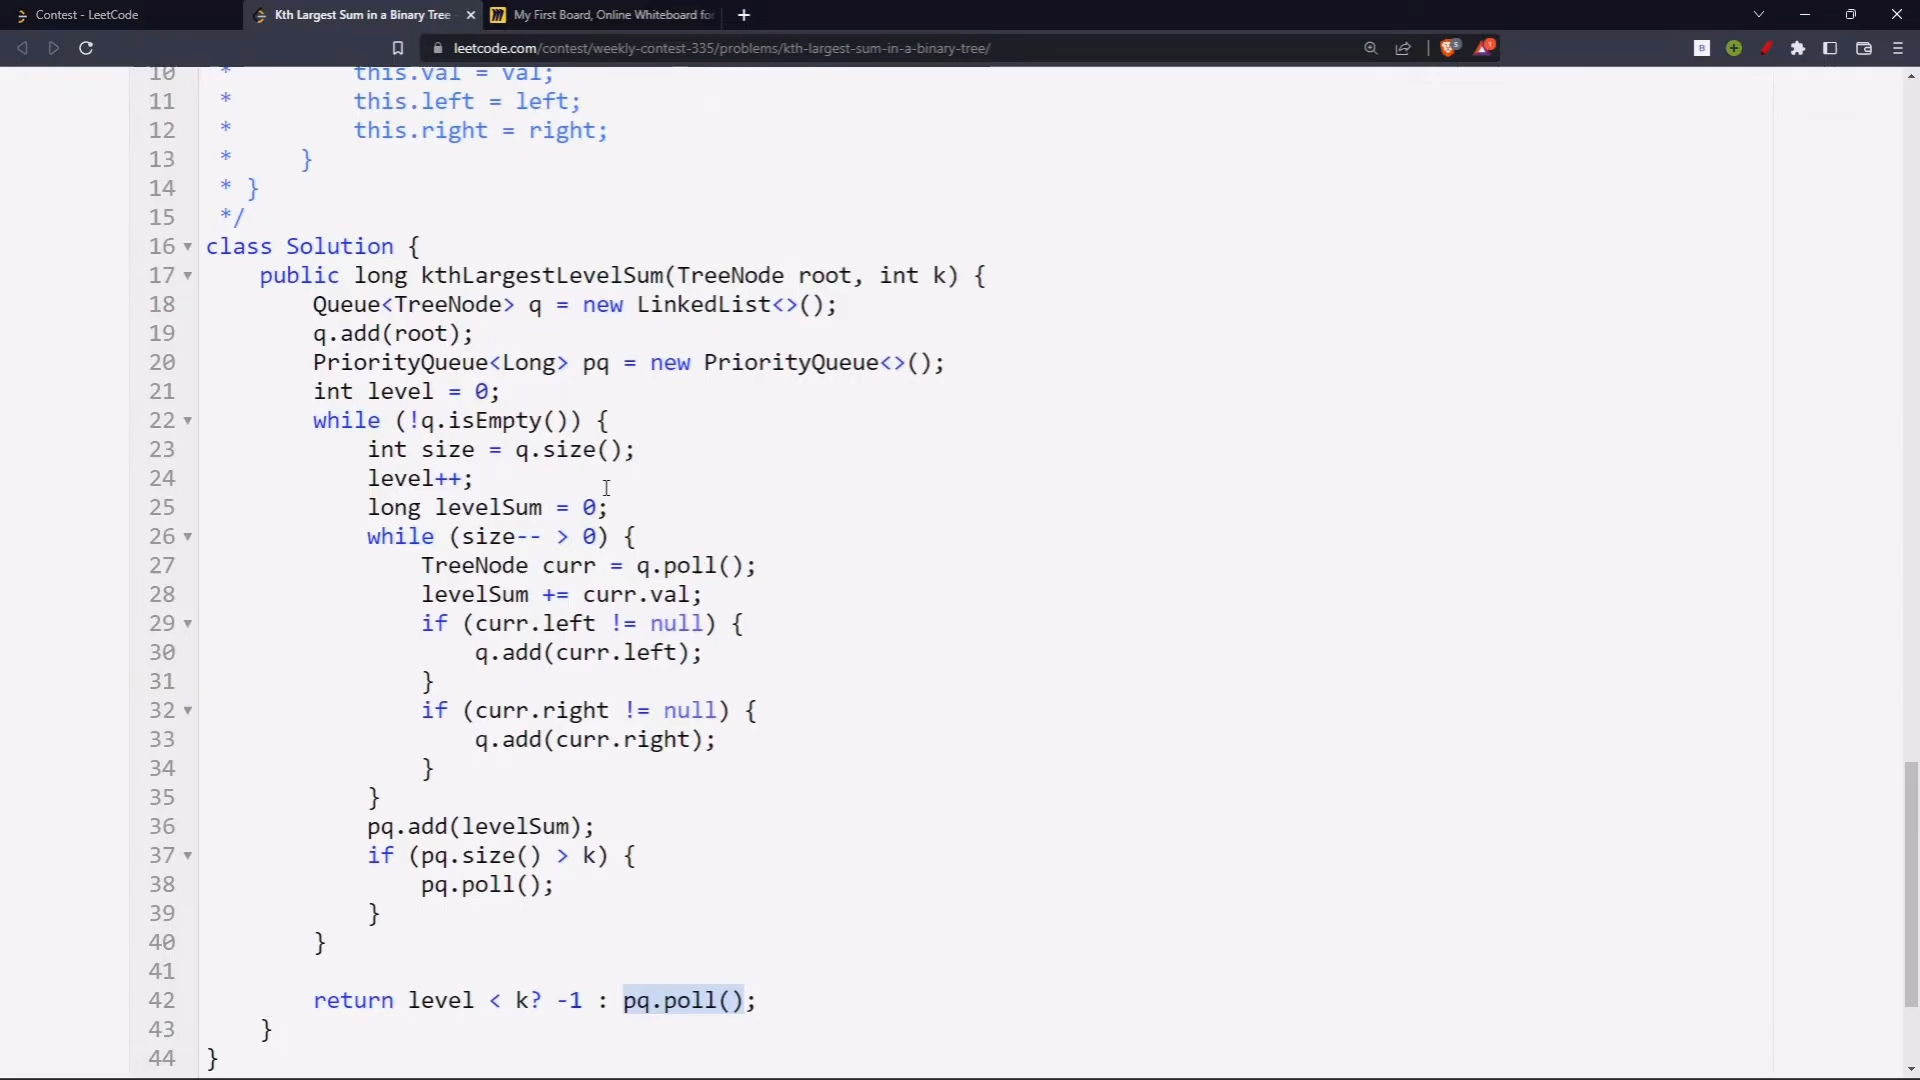 Contest - LeetCode
Kth Largest Sum in a Binary Tree
My First Board, Online Whiteboard for
leetcode.com/contest/weekly-contest-335/problems/kth-largest-sum-in-a-binary-tree/
10 * this.val = val;
11 * this.left = left;
12 * this.right = right;
13 * }
14 * }
15 */
16 class Solution {
17 public long kthLargestLevelSum(TreeNode root, int k) {
18 Queue<TreeNode> q = new LinkedList<>();
19 q.add(root);
20 PriorityQueue<Long> pq = new PriorityQueue<>();
21 int level = 0;
22 while (!q.isEmpty()) {
23 int size = q.size();
24 level++;
25 long levelSum = 0;
26 while (size-- > 0) {
27 TreeNode curr = q.poll();
28 levelSum += curr.val;
29 if (curr.left != null) {
30 q.add(curr.left);
31 }
32 if (curr.right != null) {
33 q.add(curr.right);
34 }
35 }
36 pq.add(levelSum);
37 if (pq.size() > k) {
38 pq.poll();
39 }
40 }
41
42 return level < k? -1 : pq.poll();
43 }
44 }